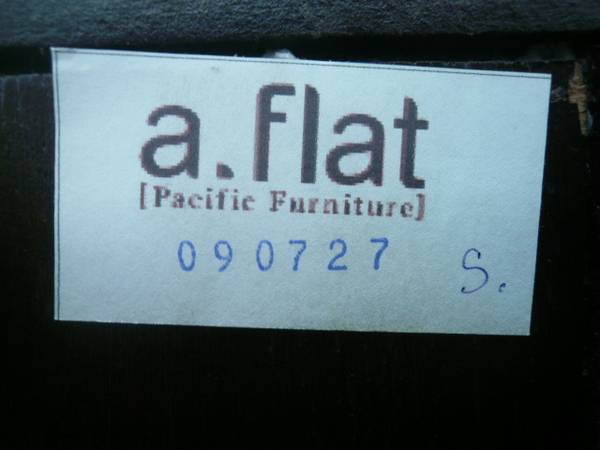 a.flat
[Pacific Furniture]
090727 S.